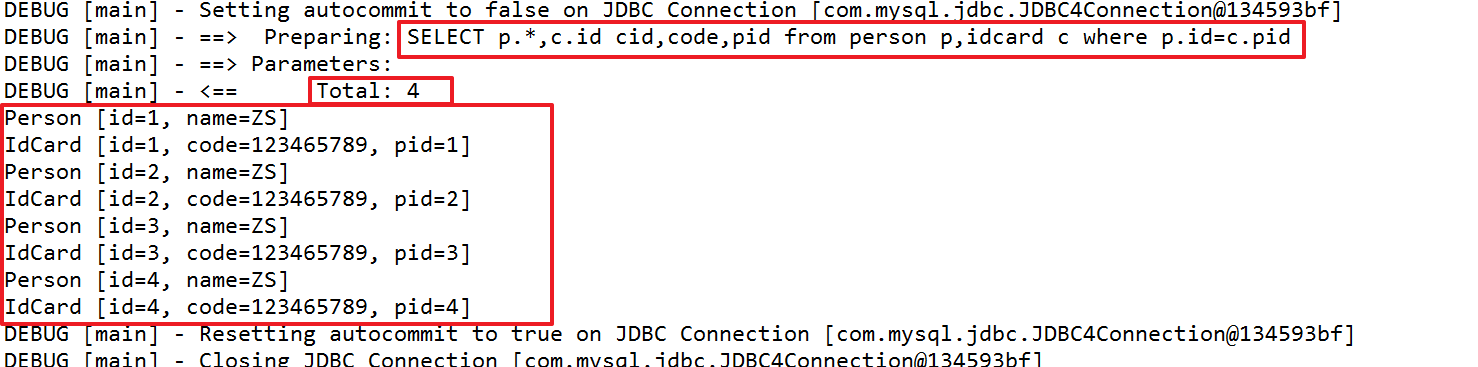 DEBUG [main] - Setting autocommit to false on JDBC Connection [com.mysql.jdbc.JDBC4Connection@134593bf]
DEBUG [main] - ==>  Preparing: SELECT p.*,c.id cid,code,pid from person p,idcard c where p.id=c.pid
DEBUG [main] - ==> Parameters:
DEBUG [main] - <==      Total: 4
Person [id=1, name=ZS]
IdCard [id=1, code=123465789, pid=1]
Person [id=2, name=ZS]
IdCard [id=2, code=123465789, pid=2]
Person [id=3, name=ZS]
IdCard [id=3, code=123465789, pid=3]
Person [id=4, name=ZS]
IdCard [id=4, code=123465789, pid=4]
DEBUG [main] - Resetting autocommit to true on JDBC Connection [com.mysql.jdbc.JDBC4Connection@134593bf]
DEBUG [main] - Closing JDBC Connection [com.mysql.jdbc.JDBC4Connection@134593bf]